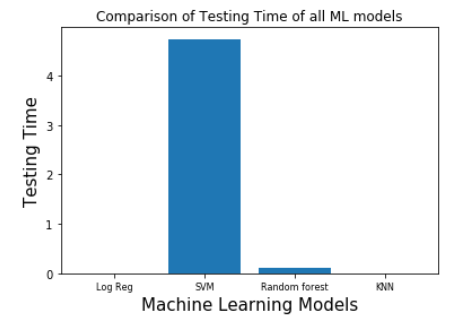 Comparison of Testing Time of all ML models
Testing Time
4
3
2
1
0
Log Reg
SVM
Random forest
KNN
Machine Learning Models